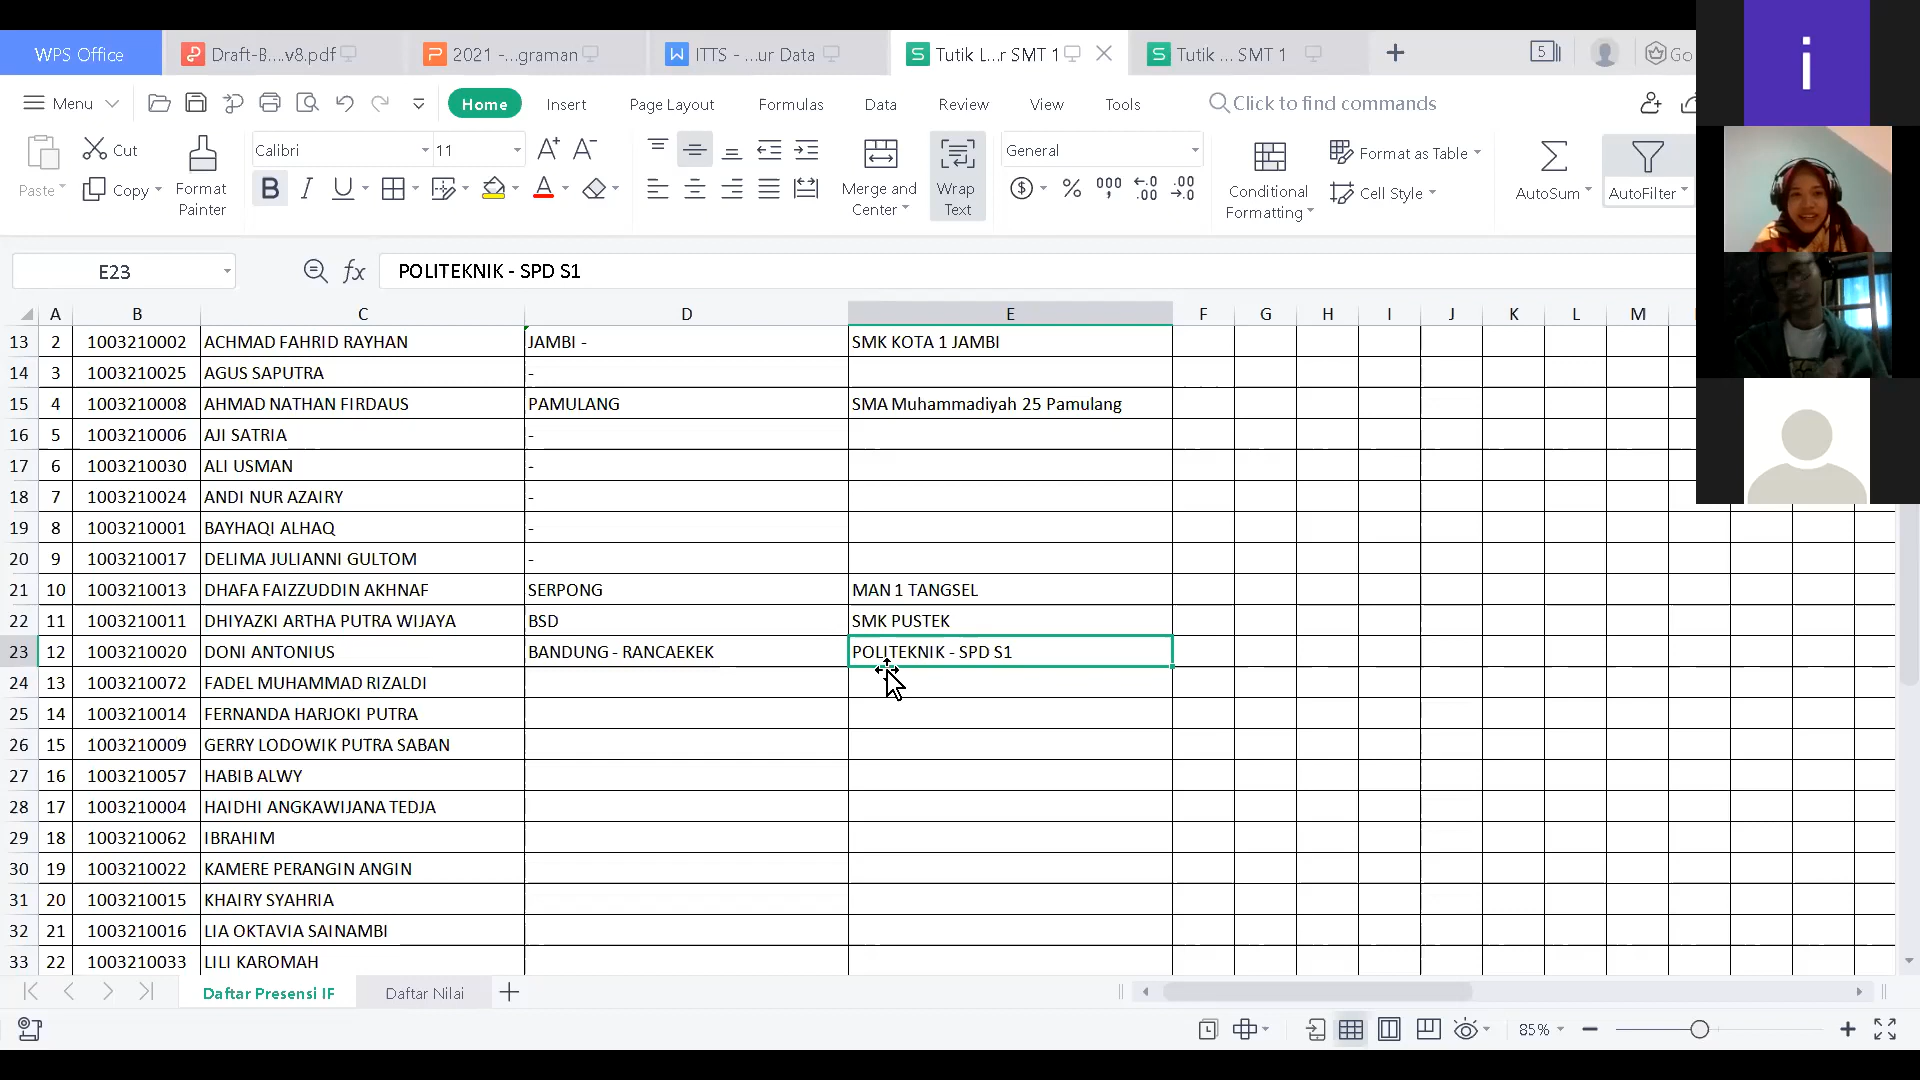 WPS Office Draft-B....v8.pdf 2021 -...graman ITTS - ...ur Data Tutik L...r SMT 1 Tutik ... SMT 1 5 Go
i
Menu Home Insert Page Layout Formulas Data Review View Tools Click to find commands
Paste Cut Copy Format Painter Calibri 11 Merge and Center Wrap Text General Conditional Formatting Format as Table Cell Style AutoSum AutoFilter
E23 fx POLITEKNIK - SPD S1
A B C D E F G H I J K L M
13 2 1003210002 ACHMAD FAHRID RAYHAN JAMBI - SMK KOTA 1 JAMBI
14 3 1003210025 AGUS SAPUTRA -
15 4 1003210008 AHMAD NATHAN FIRDAUS PAMULANG SMA Muhammadiyah 25 Pamulang
16 5 1003210006 AJI SATRIA -
17 6 1003210030 ALI USMAN -
18 7 1003210024 ANDI NUR AZAIRY -
19 8 1003210001 BAYHAQI ALHAQ -
20 9 1003210017 DELIMA JULIANNI GULTOM -
21 10 1003210013 DHAFA FAIZZUDDIN AKHNAF SERPONG MAN 1 TANGSEL
22 11 1003210011 DHIYAZKI ARTHA PUTRA WIJAYA BSD SMK PUSTEK
23 12 1003210020 DONI ANTONIUS BANDUNG - RANCAEKEK POLITEKNIK - SPD S1
24 13 1003210072 FADEL MUHAMMAD RIZALDI
25 14 1003210014 FERNANDA HARJOKI PUTRA
26 15 1003210009 GERRY LODOWIK PUTRA SABAN
27 16 1003210057 HABIB ALWY
28 17 1003210004 HAIDHI ANGKAWIJANA TEDJA
29 18 1003210062 IBRAHIM
30 19 1003210022 KAMERE PERANGIN ANGIN
31 20 1003210015 KHAIRY SYAHRIA
32 21 1003210016 LIA OKTAVIA SAINAMBI
33 22 1003210033 LILI KAROMAH
Daftar Presensi IF Daftar Nilai
85%